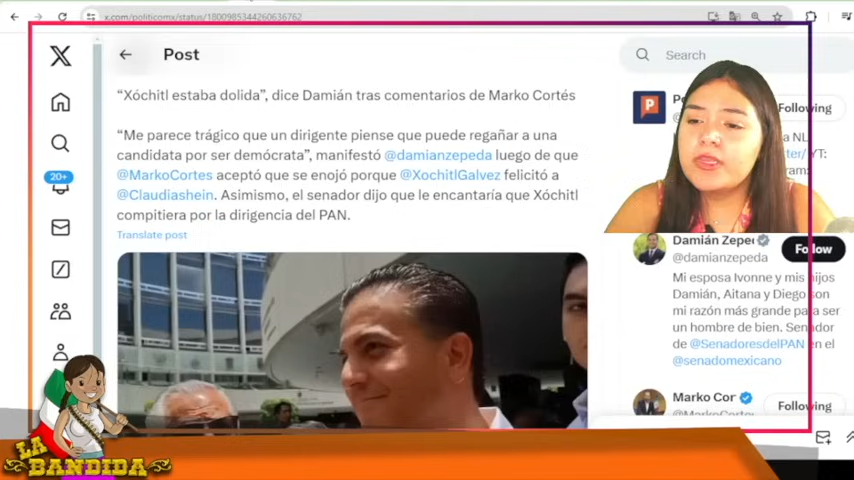 x.com/politicomx/status/1800985344260636762
Post
Search
"Xóchitl estaba dolida", dice Damián tras comentarios de Marko Cortés
Following
"Me parece trágico que un dirigente piense que puede regañar a una
candidata por ser demócrata", manifestó @damianzepeda luego de que
@MarkoCortes aceptó que se enojó porque @XochitlGalvez felicitó a
@Claudiashein. Asimismo, el senador dijo que le encantaría que Xóchitl
compitiera por la dirigencia del PAN.
Translate post
20+
NL
YT:
Damián Zepe
@damianzepeda
Follow
Mi esposa Ivonne y mis hijos
Damián, Aitana y Diego son
mi razón más grande para ser
un hombre de bien. Senador
de @SenadoresdelPAN en el
@senadomexicano
Marko Cor
Following
LA
BANDIDA